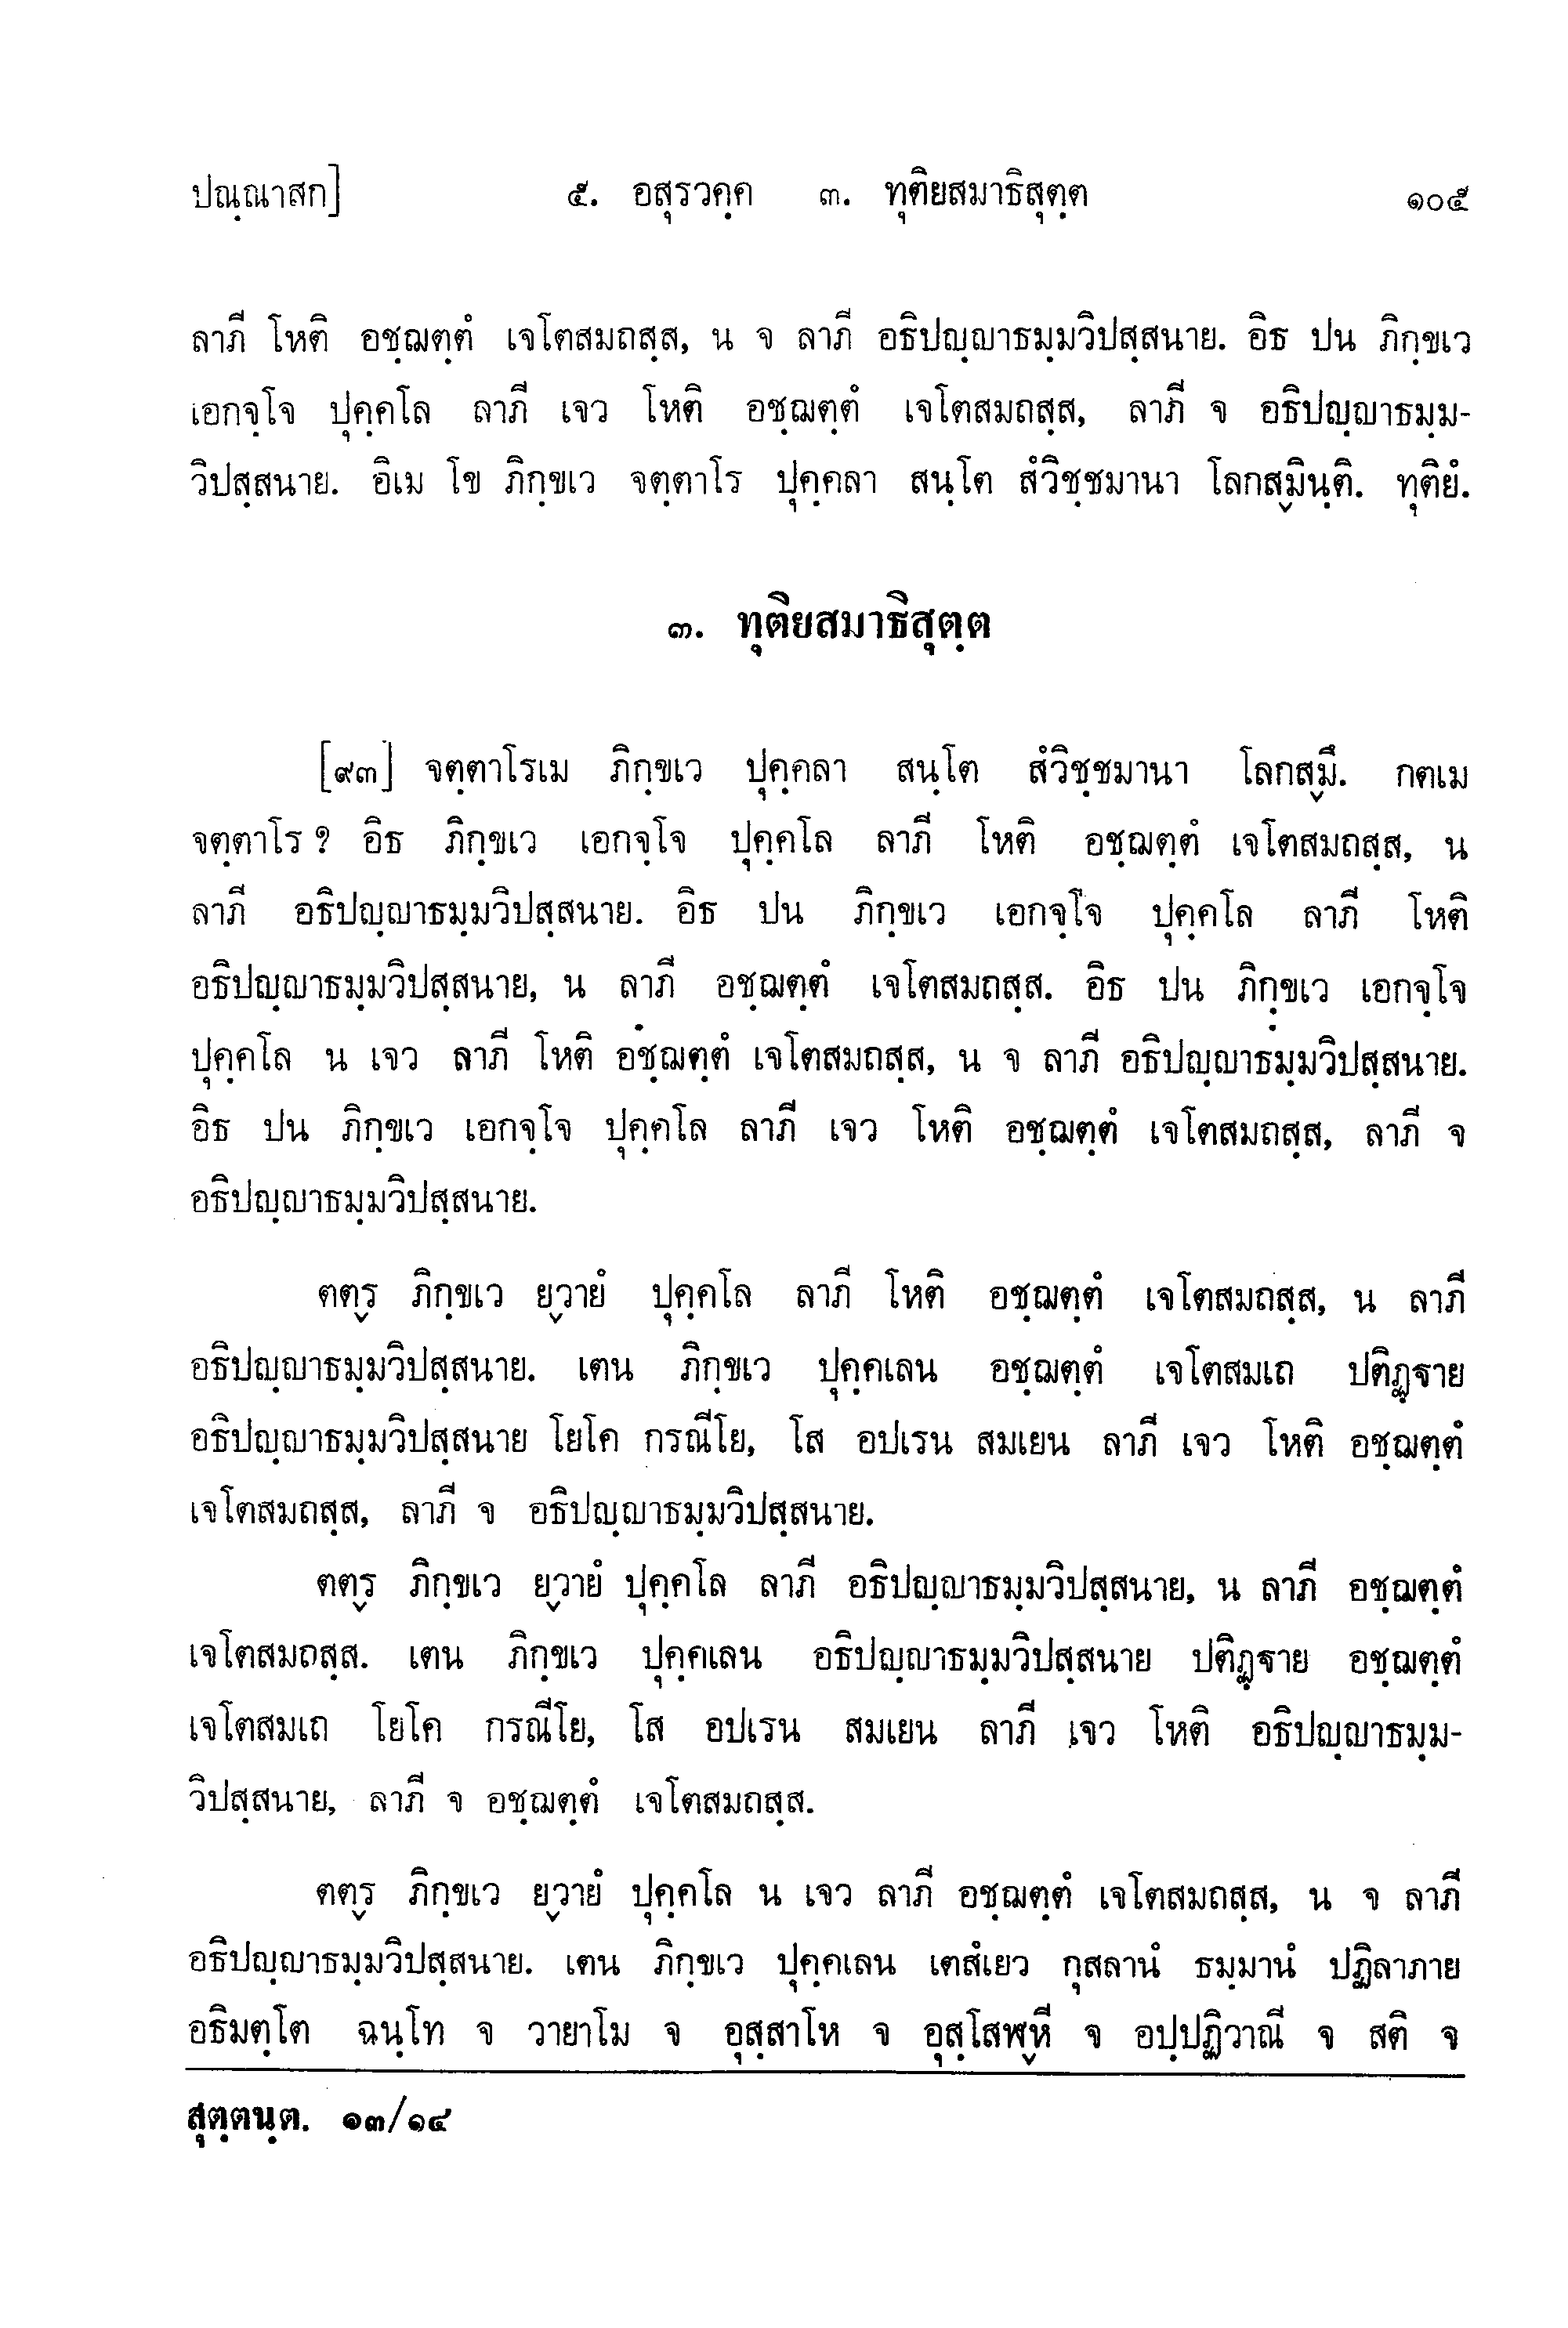 ปณฺณาสก] ๕. อสุรวคฺค ๓. ทุติยสมาธิสุตฺต ๑๐๕
ลาภี โหติ อชฺฌตฺตํ เจโตสมถสฺส, น จ ลาภี อธิปญฺญาธมฺมวิปสฺสนาย. อิธ ปน ภิกฺขเว
เอกจฺโจ ปุคฺคโล ลาภี เจว โหติ อชฺฌตฺตํ เจโตสมถสฺส, ลาภี จ อธิปญฺญาธมฺม-
วิปสฺสนาย. อิเม โข ภิกฺขเว จตฺตาโร ปุคฺคลา สนฺโต สํวิชฺชมานา โลกสฺมินฺติ. ทุติยํ.
๓. ทุติยสมาธิสุตฺต
[๙๓] จตฺตาโรเม ภิกฺขเว ปุคฺคลา สนฺโต สํวิชฺชมานา โลกสฺมึ. กตเม
จตฺตาโร ? อิธ ภิกฺขเว เอกจฺโจ ปุคฺคโล ลาภี โหติ อชฺฌตฺตํ เจโตสมถสฺส, น
ลาภี อธิปญฺญาธมฺมวิปสฺสนาย. อิธ ปน ภิกฺขเว เอกจฺโจ ปุคฺคโล ลาภี โหติ
อธิปญฺญาธมฺมวิปสฺสนาย, น ลาภี อชฺฌตฺตํ เจโตสมถสฺส. อิธ ปน ภิกฺขเว เอกจฺโจ
ปุคฺคโล น เจว ลาภี โหติ อชฺฌตฺตํ เจโตสมถสฺส, น จ ลาภี อธิปญฺญาธมฺมวิปสฺสนาย.
อิธ ปน ภิกฺขเว เอกจฺโจ ปุคฺคโล ลาภี เจว โหติ อชฺฌตฺตํ เจโตสมถสฺส, ลาภี จ
อธิปญฺญาธมฺมวิปสฺสนาย.
ตตฺร ภิกฺขเว ยฺวายํ ปุคฺคโล ลาภี โหติ อชฺฌตฺตํ เจโตสมถสฺส, น ลาภี
อธิปญฺญาธมฺมวิปสฺสนาย. เตน ภิกฺขเว ปุคฺคเลน อชฺฌตฺตํ เจโตสมเถ ปติฏฺฐาย
อธิปญฺญาธมฺมวิปสฺสนาย โยโค กรณีโย, โส อปเรน สมเยน ลาภี เจว โหติ อชฺฌตฺตํ
เจโตสมถสฺส, ลาภี จ อธิปญฺญาธมฺมวิปสฺสนาย.
ตตฺร ภิกฺขเว ยฺวายํ ปุคฺคโล ลาภี อธิปญฺญาธมฺมวิปสฺสนาย, น ลาภี อชฺฌตฺตํ
เจโตสมถสฺส. เตน ภิกฺขเว ปุคฺคเลน อธิปญฺญาธมฺมวิปสฺสนาย ปติฏฺฐาย อชฺฌตฺตํ
เจโตสมเถ โยโค กรณีโย, โส อปเรน สมเยน ลาภี เจว โหติ อธิปญฺญาธมฺม-
วิปสฺสนาย, ลาภี จ อชฺฌตฺตํ เจโตสมถสฺส.
ตตฺร ภิกฺขเว ยฺวายํ ปุคฺคโล น เจว ลาภี อชฺฌตฺตํ เจโตสมถสฺส, น จ ลาภี
อธิปญฺญาธมฺมวิปสฺสนาย. เตน ภิกฺขเว ปุคฺคเลน เตสํเยว กุสลานํ ธมฺมานํ ปฏิลาภาย
อธิมตฺโต ฉนฺโท จ วายาโม จ อุสฺสาโห จ อุสฺโสฬฺหี จ อปฺปฏิวาณี จ สติ จ
สุตฺตนฺต. ๑๓/๑๔